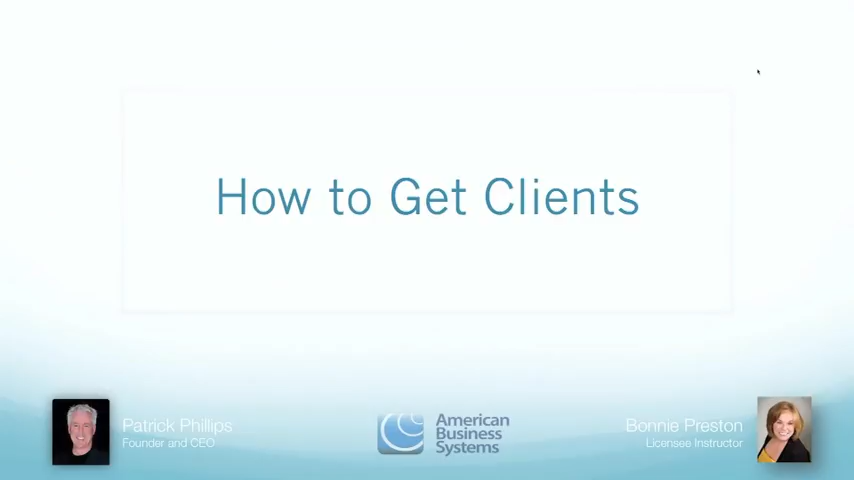 How to Get Clients
Patrick Phillips
Founder and CEO
American
Business
Systems
Bonnie Preston
Licensee Instructor